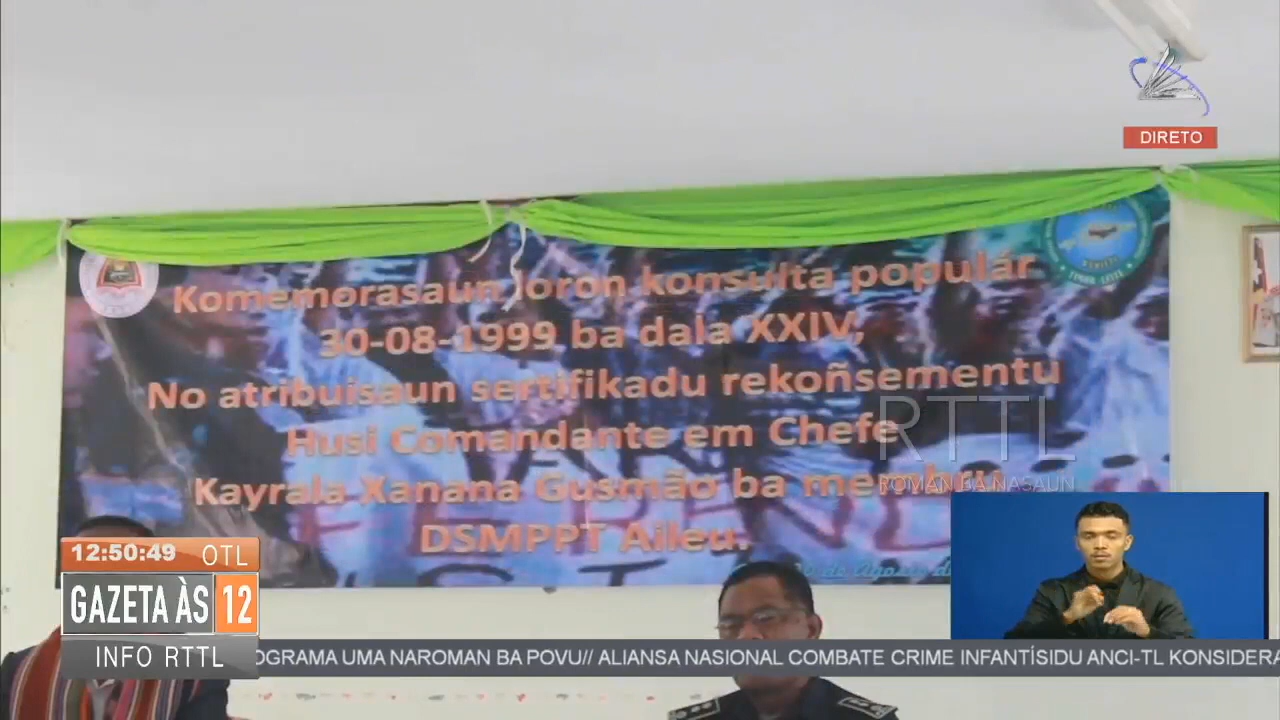 DIRETO
Komemorasaun loron konsulta populár
30-08-1999 ba dala XXIV,
No atribuisaun sertifikadu rekoñsementu
Husi Comandante em Chefe
Kayrala Xanana Gusmão ba membru
DSMPPT Aileu.
RTTL
ROMAN BA NASAUN
12:50:49 OTL
GAZETA ÀS 12
INFO RTTL
OGRAMA UMA NAROMAN BA POVU// ALIANSA NASIONAL COMBATE CRIME INFANTÍSIDU ANCI-TL KONSIDERA